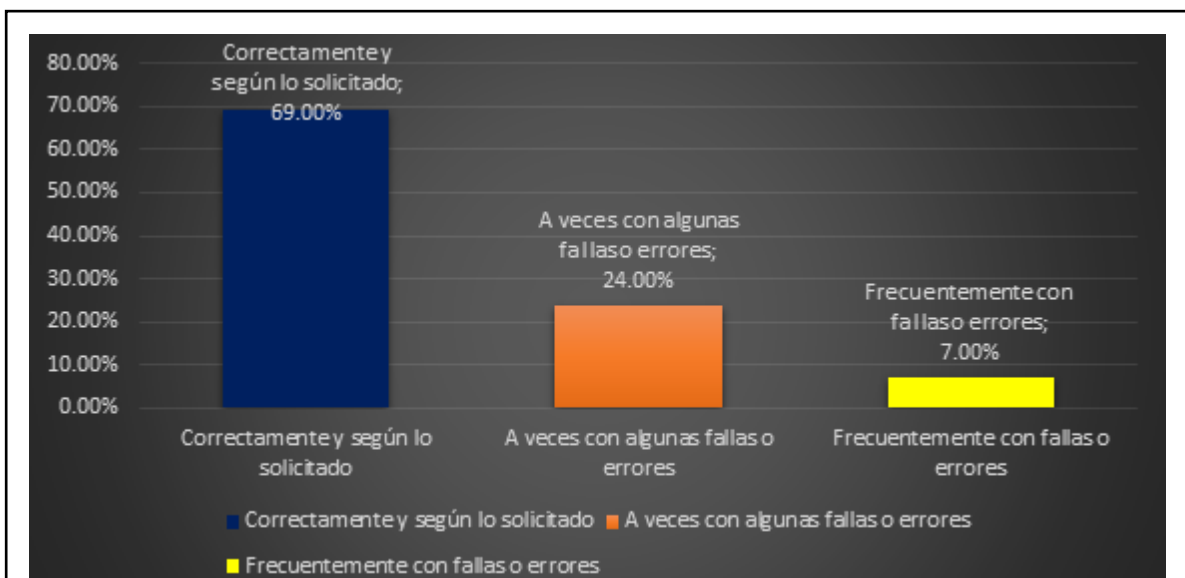 80.00%
70.00%
60.00%
50.00%
40.00%
30.00%
20.00%
10.00%
0.00%
Correctamente y
según lo solicitado;
69.00%
A veces con algunas
fallas o errores;
24.00%
Frecuentemente con
fallas o errores;
7.00%
Correctamente y según lo
solicitado
A veces con algunas fallas o
errores
Frecuentemente con fallas o
errores
Correctamente y según lo solicitado A veces con algunas fallas o errores
Frecuentemente con fallas o errores